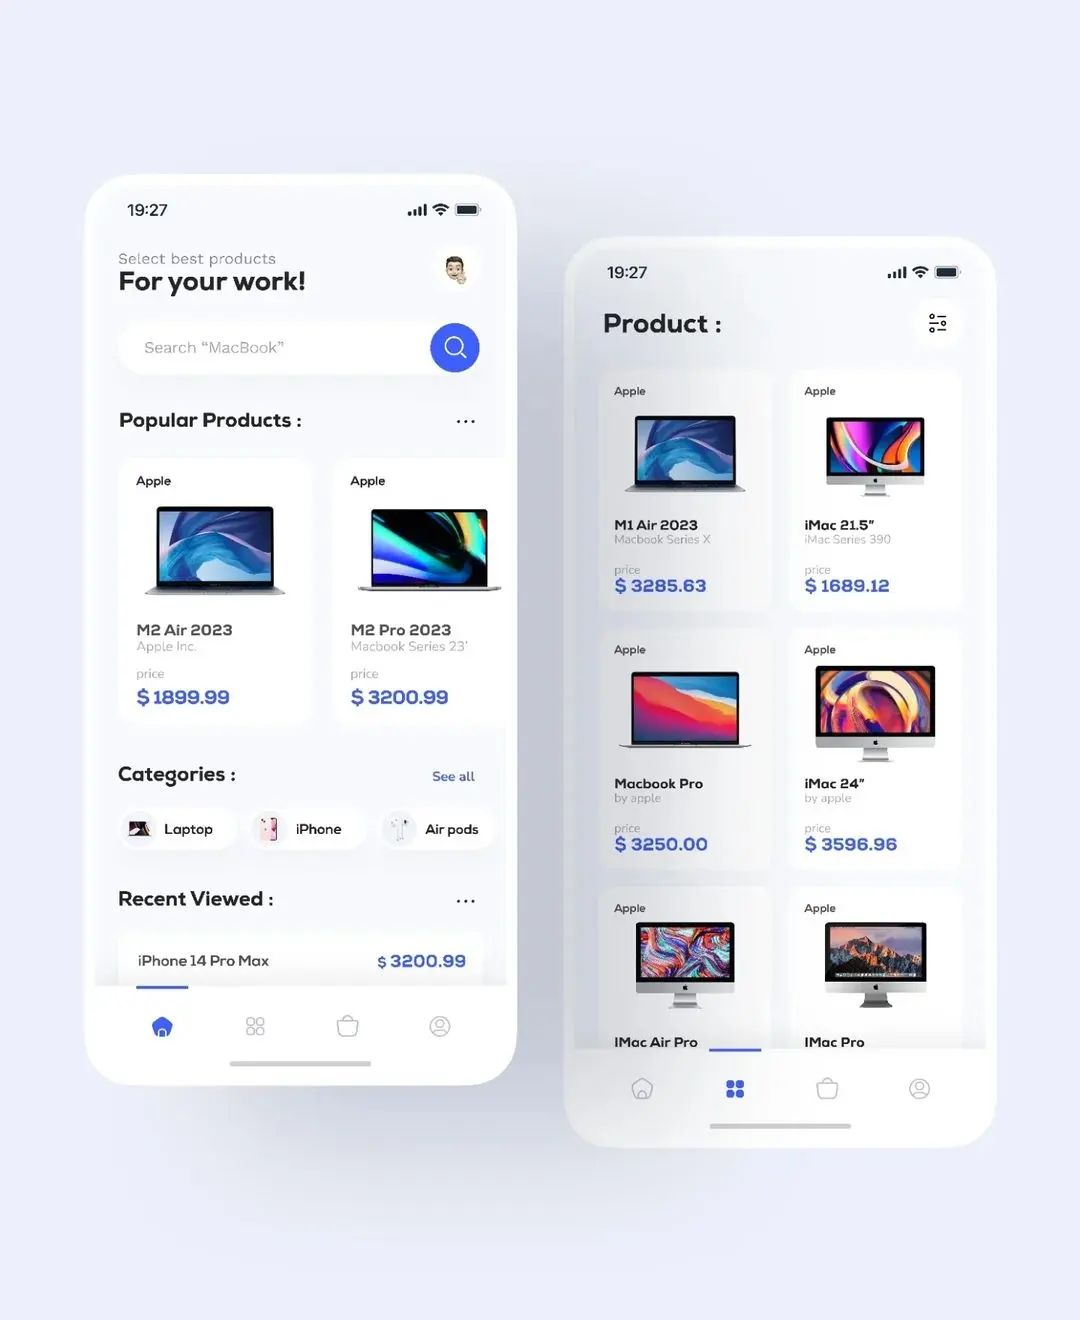 19:27
Select best products
For your work!
Search “MacBook”
Popular Products :
Apple
M2 Air 2023
Apple Inc.
price
$ 1899.99
Apple
M2 Pro 2023
Macbook Series 23'
price
$ 3200.99
Categories :
See all
Laptop
iPhone
Air pods
Recent Viewed :
iPhone 14 Pro Max
$ 3200.99
19:27
Product :
Apple
M1 Air 2023
Macbook Series X
price
$ 3285.63
Apple
iMac 21.5”
iMac Series 390
price
$ 1689.12
Apple
Macbook Pro
by apple
price
$ 3250.00
Apple
iMac 24”
by apple
price
$ 3596.96
Apple
IMac Air Pro
Apple
IMac Pro